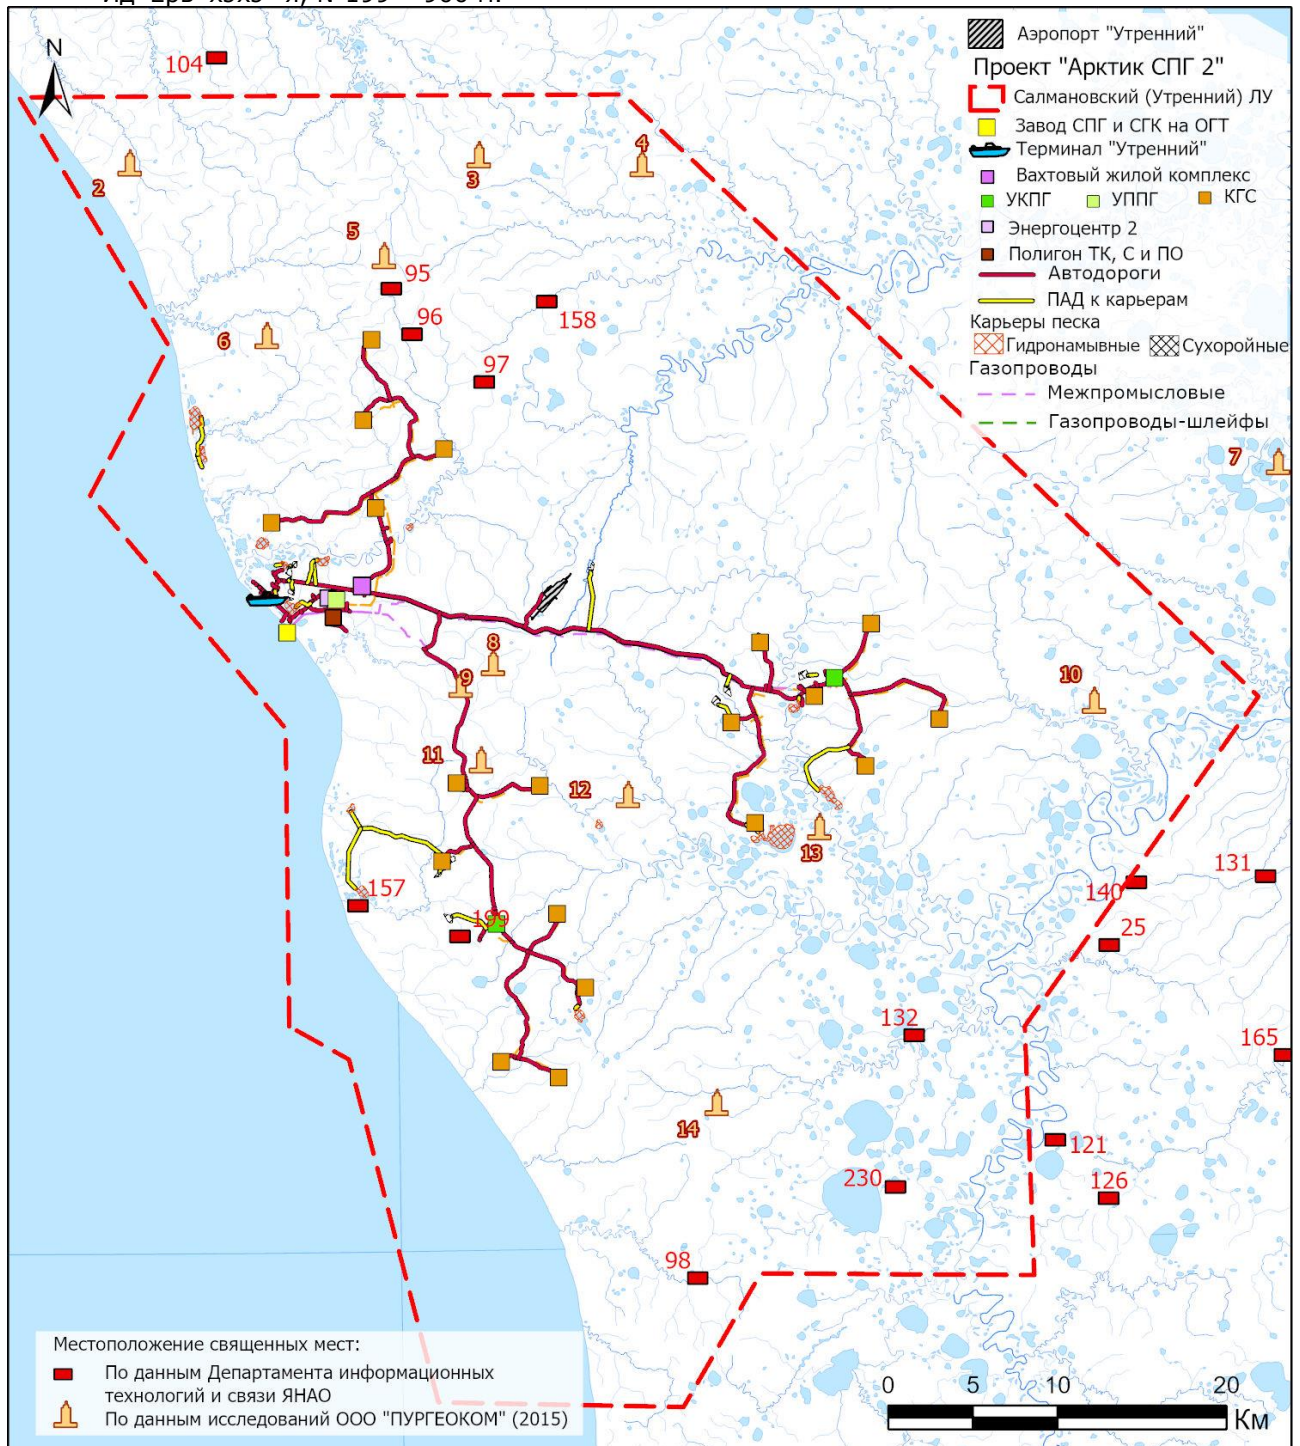 N
104
Аэропорт "Утренний"
Проект "Арктик СПГ 2"
Салмановский (Утренний) ЛУ
Завод СПГ и СГК на ОГТ
Терминал "Утренний"
Вахтовый жилой комплекс
УКПГ УППГ КГС
Энергоцентр 2
Полигон ТК, С и ПО
Автодороги
ПАД к карьерам
Карьеры песка
Гидронамывные Сухоройные
Газопроводы
Межпромысловые
Газопроводы-шлейфы
2
3
4
5
95
158
96
6
97
7
8
9
10
11
12
13
157
199
140
131
25
132
165
14
121
230
126
98
Местоположение священных мест:
По данным Департамента информационных
технологий и связи ЯНАО
По данным исследований ООО "ПУРГЕОКОМ" (2015)
0 5 10 20
Км